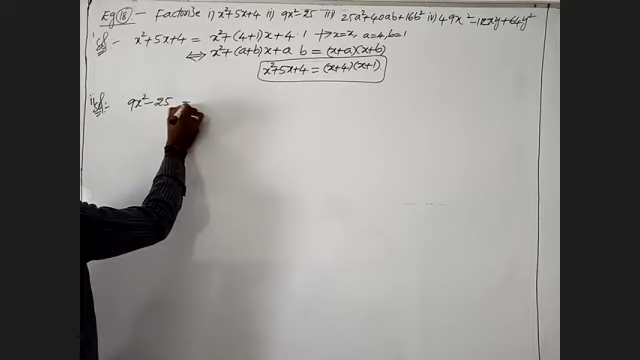 Eg 18 - Factorise i) x²+5x+4 ii) 9x²-25 iii) 25a²+40ab+16b² iv) 49x²-112xy+64y²
i Sol - x²+5x+4 = x²+(4+1)x+4·1 → x=x, a=4, b=1
⇔ x²+(a+b)x+a b = (x+a)(x+b)
x²+5x+4 = (x+4)(x+1)
ii Sol:- 9x²-25 =